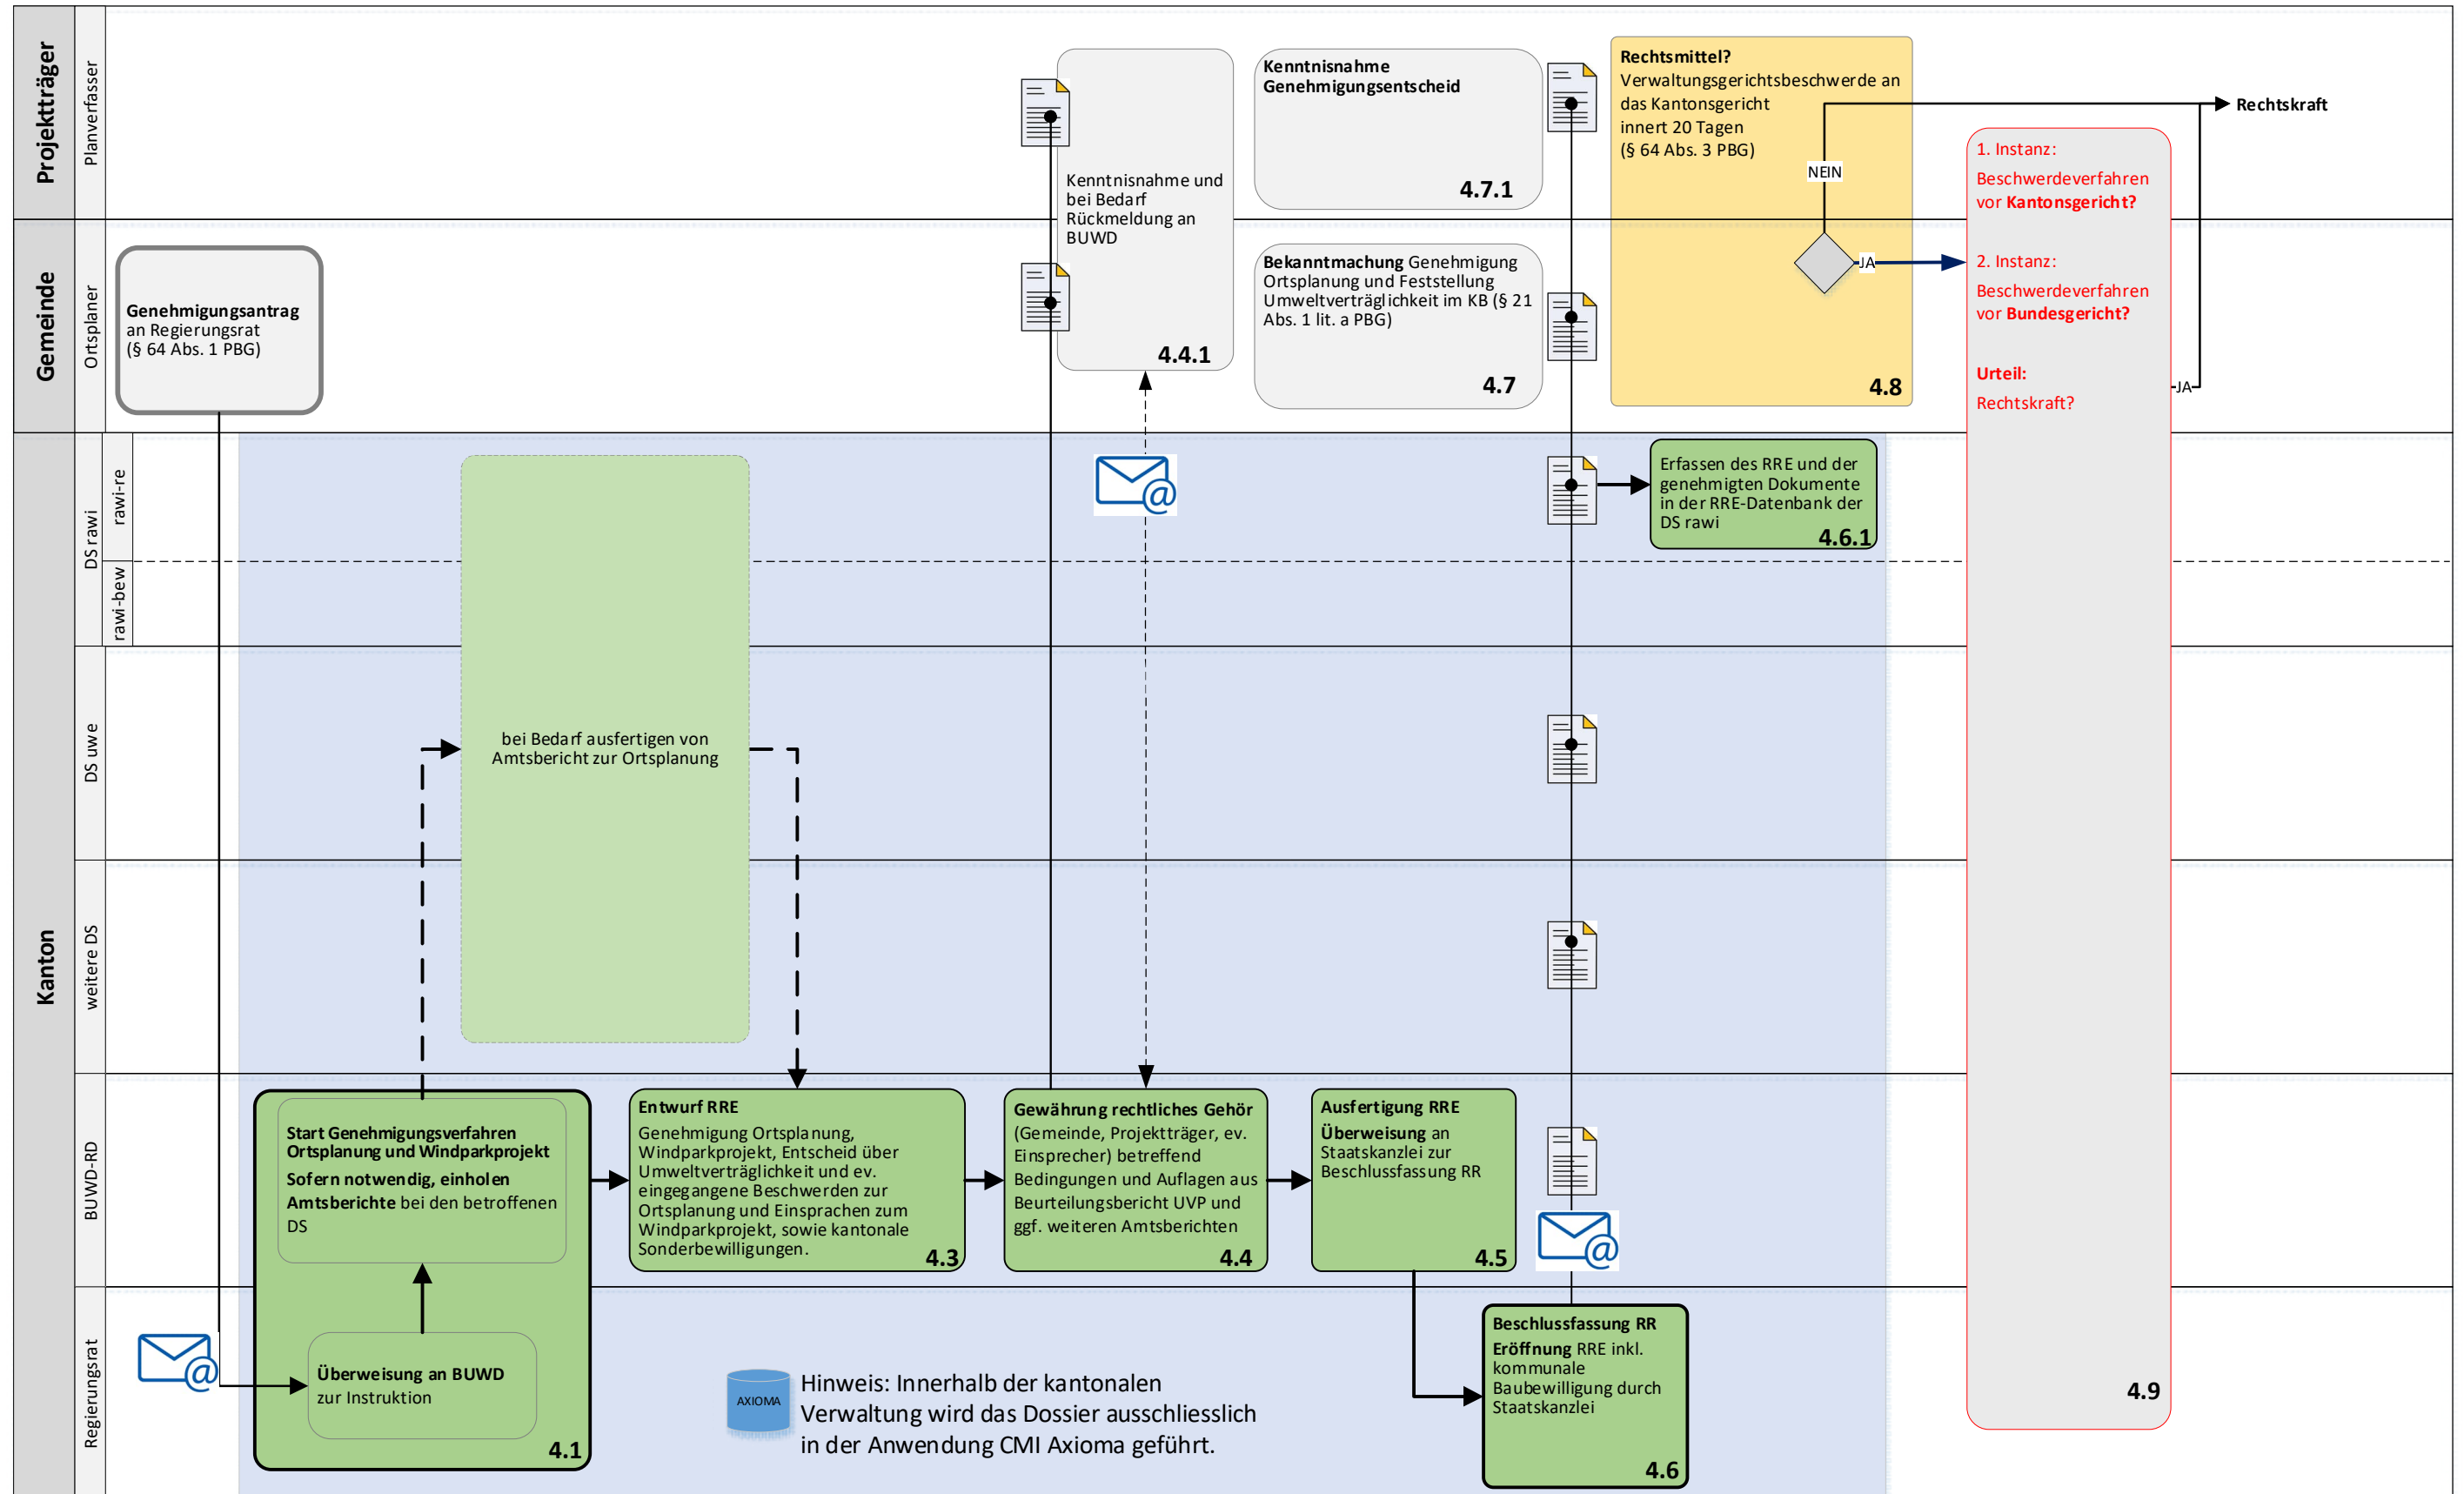 Projektträger
Planverfasser
Kenntnisnahme und
bei Bedarf
Rückmeldung an
BUWD
4.4.1
Kenntnisnahme
Genehmigungsentscheid
4.7.1
Rechtsmittel?
Verwaltungsgerichtsbeschwerde an
das Kantonsgericht
innert 20 Tagen
(§ 64 Abs. 3 PBG)
NEIN
JA
4.8
Rechtskraft
1. Instanz:
Beschwerdeverfahren
vor Kantonsgericht?
2. Instanz:
Beschwerdeverfahren
vor Bundesgericht?
Urteil:
Rechtskraft?
JA
4.9
Gemeinde
Ortsplaner
Genehmigungsantrag
an Regierungsrat
(§ 64 Abs. 1 PBG)
Bekanntmachung Genehmigung
Ortsplanung und Feststellung
Umweltverträglichkeit im KB (§ 21
Abs. 1 lit. a PBG)
4.7
Kanton
DS rawi
rawi-re
rawi-bew
Erfassen des RRE und der
genehmigten Dokumente
in der RRE-Datenbank der
DS rawi
4.6.1
DS uwe
bei Bedarf ausfertigen von
Amtsbericht zur Ortsplanung
weitere DS
BUWD-RD
Start Genehmigungsverfahren
Ortsplanung und Windparkprojekt
Sofern notwendig, einholen
Amtsberichte bei den betroffenen
DS
Entwurf RRE
Genehmigung Ortsplanung,
Windparkprojekt, Entscheid über
Umweltverträglichkeit und ev.
eingegangene Beschwerden zur
Ortsplanung und Einsprachen zum
Windparkprojekt, sowie kantonale
Sonderbewilligungen.
4.3
Gewährung rechtliches Gehör
(Gemeinde, Projektträger, ev.
Einsprecher) betreffend
Bedingungen und Auflagen aus
Beurteilungsbericht UVP und
ggf. weiteren Amtsberichten
4.4
Ausfertigung RRE
Überweisung an
Staatskanzlei zur
Beschlussfassung RR
4.5
Regierungsrat
Überweisung an BUWD
zur Instruktion
4.1
AXIOMA
Hinweis: Innerhalb der kantonalen
Verwaltung wird das Dossier ausschliesslich
in der Anwendung CMI Axioma geführt.
Beschlussfassung RR
Eröffnung RRE inkl.
kommunale
Baubewilligung durch
Staatskanzlei
4.6